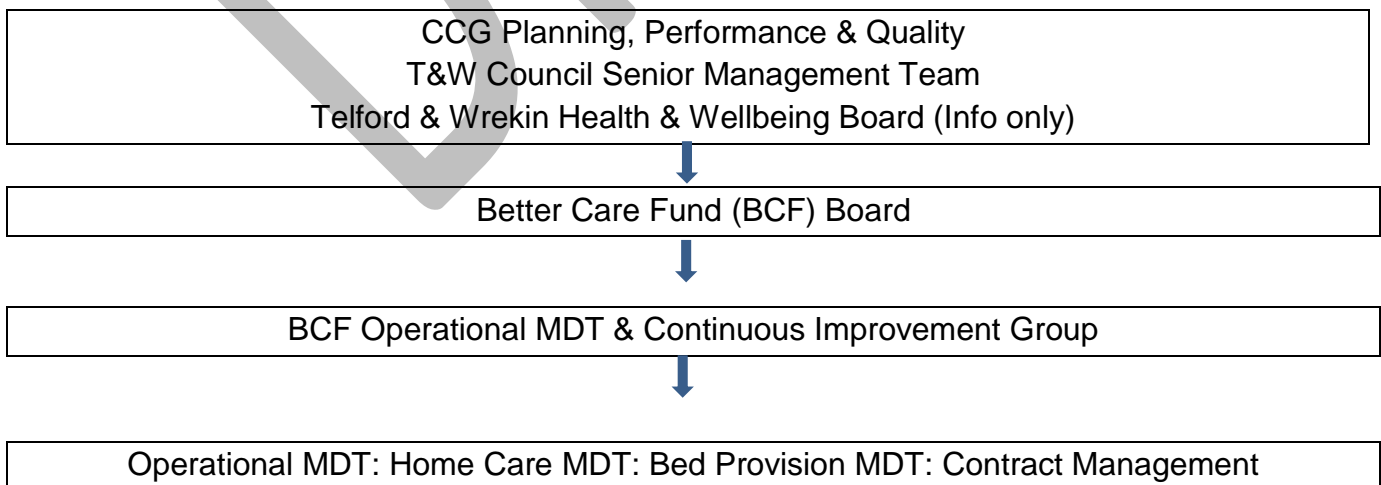 CCG Planning, Performance & Quality
T&W Council Senior Management Team
Telford & Wrekin Health & Wellbeing Board (Info only)
Better Care Fund (BCF) Board
BCF Operational MDT & Continuous Improvement Group
Operational MDT: Home Care MDT: Bed Provision MDT: Contract Management